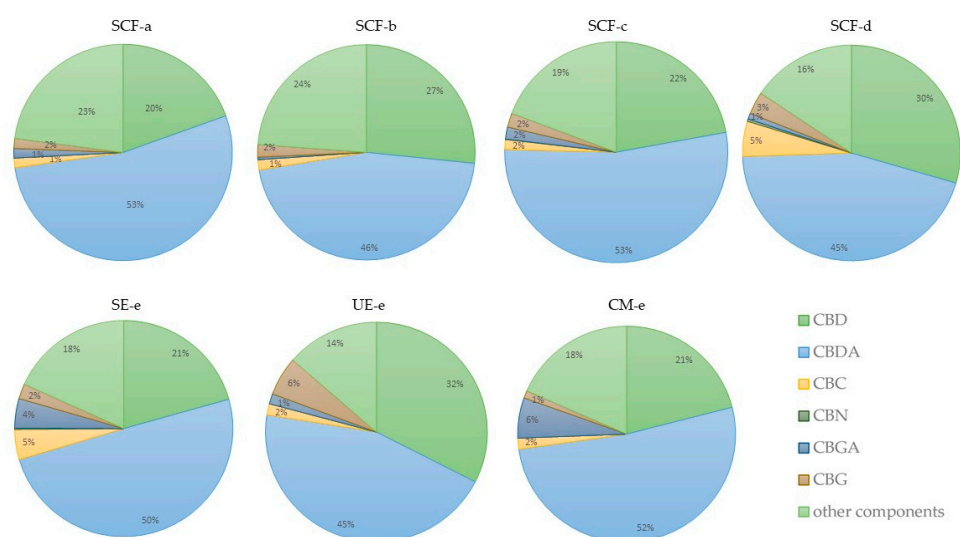 SCF-a
SCF-b
SCF-c
SCF-d
23%
20%
2%
1%
1%
53%
24%
27%
2%
1%
46%
19%
22%
2%
2%
2%
53%
16%
30%
3%
1%
5%
45%
SE-e
UE-e
CM-e
18%
21%
2%
4%
5%
50%
14%
32%
6%
1%
2%
45%
18%
21%
1%
6%
2%
52%
CBD
CBDA
CBC
CBN
CBGA
CBG
other components